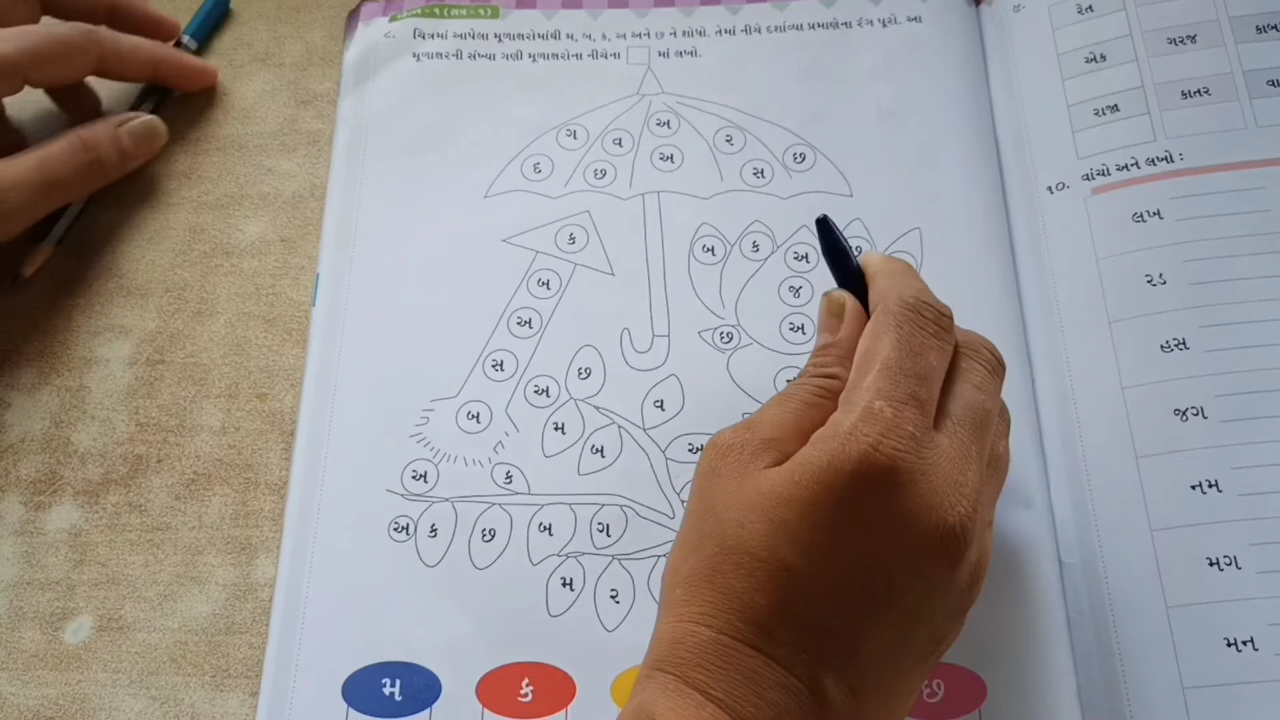 ૮. ચિત્રમાં આપેલા મૂળાક્ષરોમાંથી મ, બ, ક, અ અને છ ને શોધો. તેમાં નીચે દર્શાવ્યા પ્રમાણેના રંગ પૂરો. આ
મૂળાક્ષરની સંખ્યા ગણી મૂળાક્ષરોના નીચેના માં લખો.
ગ વ અ ર
દ છ અ સ છ
ક
બ
અ
સ
બ
બ ક અ છ
જ
છ અ
અ છ
મ બ વ અ
અ ક
અ ક છ બ ગ
મ ર
મ ક છ
રેત
એક
રાજા
ગરજ
કાતર
૧૦. વાંચો અને લખો :
લખ
રડ
હસ
જગ
નમ
મગ
મન